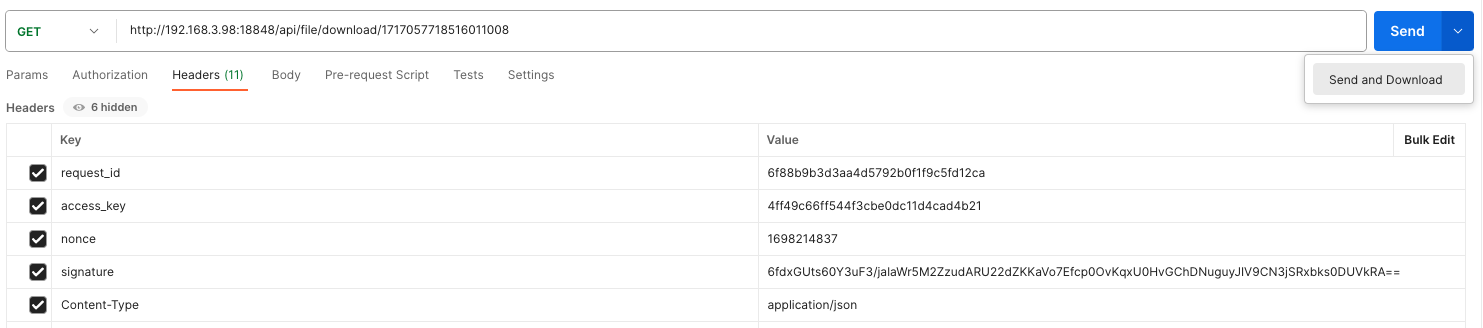 GET http://192.168.3.98:18848/api/file/download/1717057718516011008 Send
Params Authorization Headers (11) Body Pre-request Script Tests Settings
Send and Download
Headers 6 hidden
Key Value Bulk Edit
request_id 6f88b9b3d3aa4d5792b0f1f9c5fd12ca
access_key 4ff49c66ff544f3cbe0dc11d4cad4b21
nonce 1698214837
signature 6fdxGUts60Y3uF3/jalaWr5M2ZzudARU22dZKKaVo7Efcp0OvKqxU0HvGChDNuguyJlV9CN3jSRxbks0DUVkRA==
Content-Type application/json